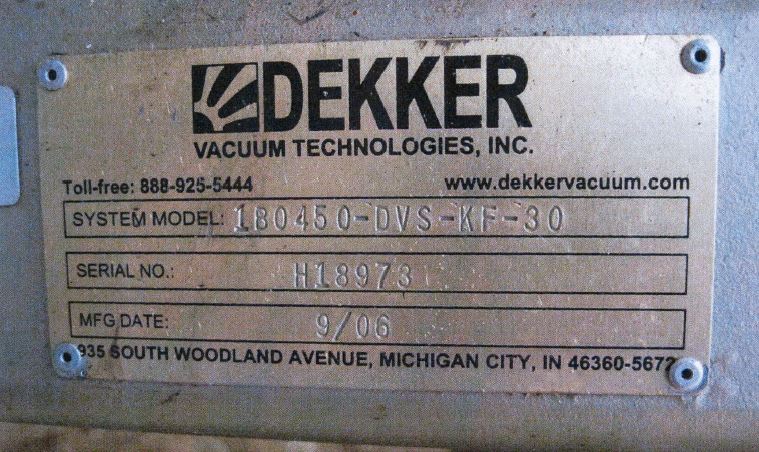 DEKKER
VACUUM TECHNOLOGIES, INC.
Toll-free: 888-925-5444 www.dekkervacuum.com
SYSTEM MODEL: 1B0450-DVS-KF-30
SERIAL NO.: H18973
MFG DATE: 9/06
935 SOUTH WOODLAND AVENUE, MICHIGAN CITY, IN 46360-5672